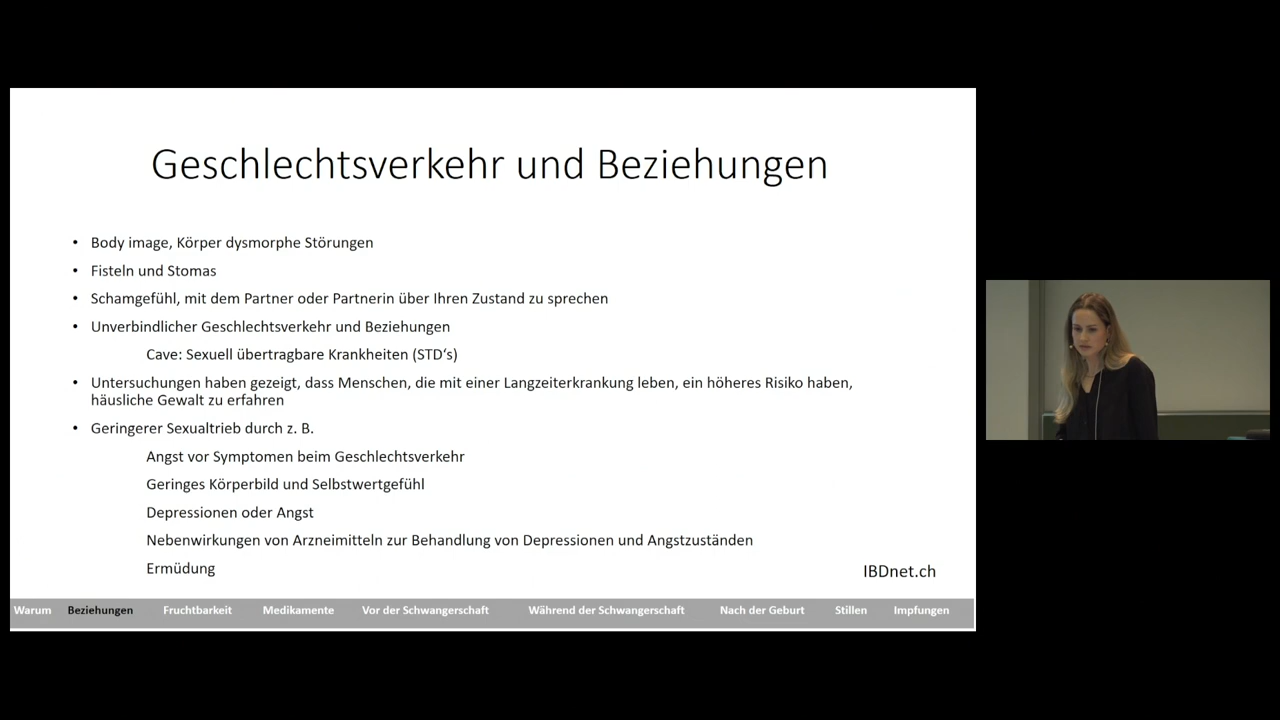 Geschlechtsverkehr und Beziehungen
• Body image, Körper dysmorphe Störungen
• Fisteln und Stomas
• Schamgefühl, mit dem Partner oder Partnerin über Ihren Zustand zu sprechen
• Unverbindlicher Geschlechtsverkehr und Beziehungen
Cave: Sexuell übertragbare Krankheiten (STD's)
• Untersuchungen haben gezeigt, dass Menschen, die mit einer Langzeiterkrankung leben, ein höheres Risiko haben,
häusliche Gewalt zu erfahren
• Geringerer Sexualtrieb durch z. B.
Angst vor Symptomen beim Geschlechtsverkehr
Geringes Körperbild und Selbstwertgefühl
Depressionen oder Angst
Nebenwirkungen von Arzneimitteln zur Behandlung von Depressionen und Angstzuständen
Ermüdung
IBDnet.ch
Warum Beziehungen Fruchtbarkeit Medikamente Vor der Schwangerschaft Während der Schwangerschaft Nach der Geburt Stillen Impfungen